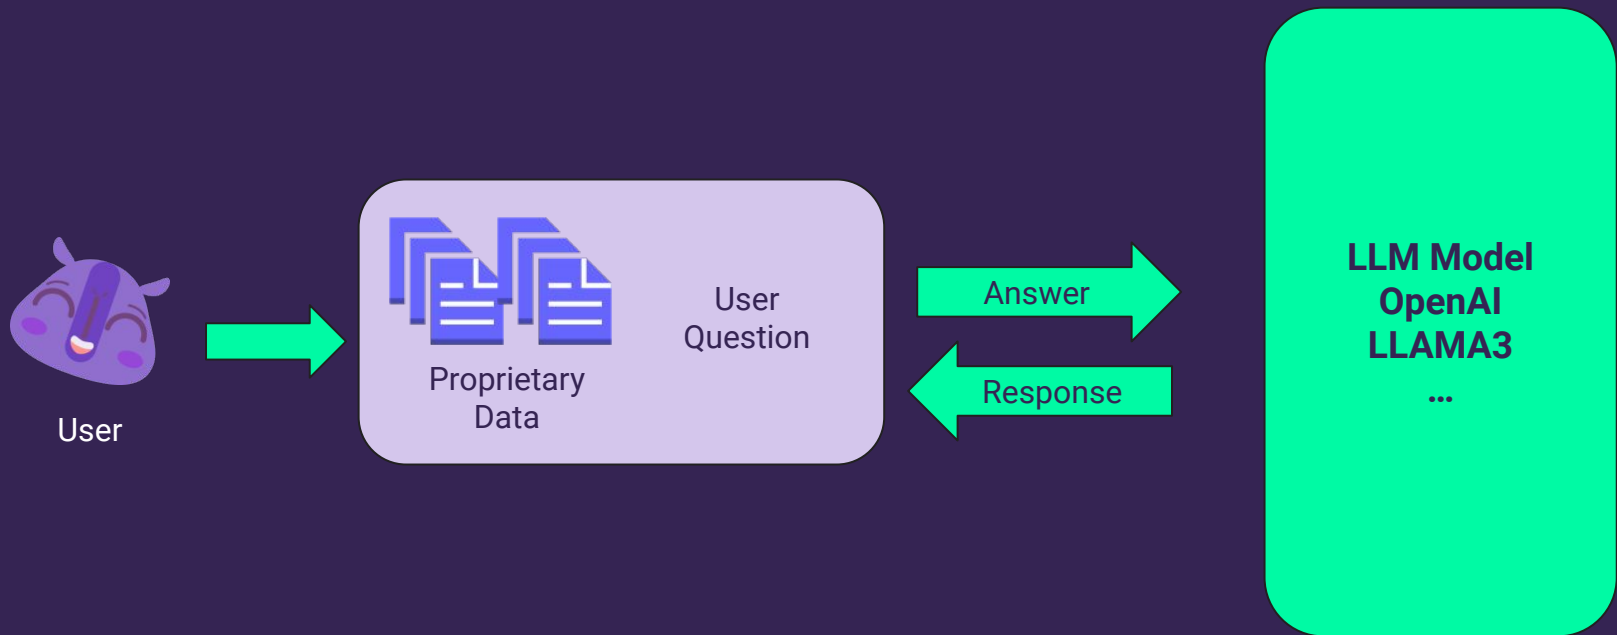 User
Proprietary
Data
User
Question
Answer
Response
LLM Model
OpenAI
LLAMA3
...